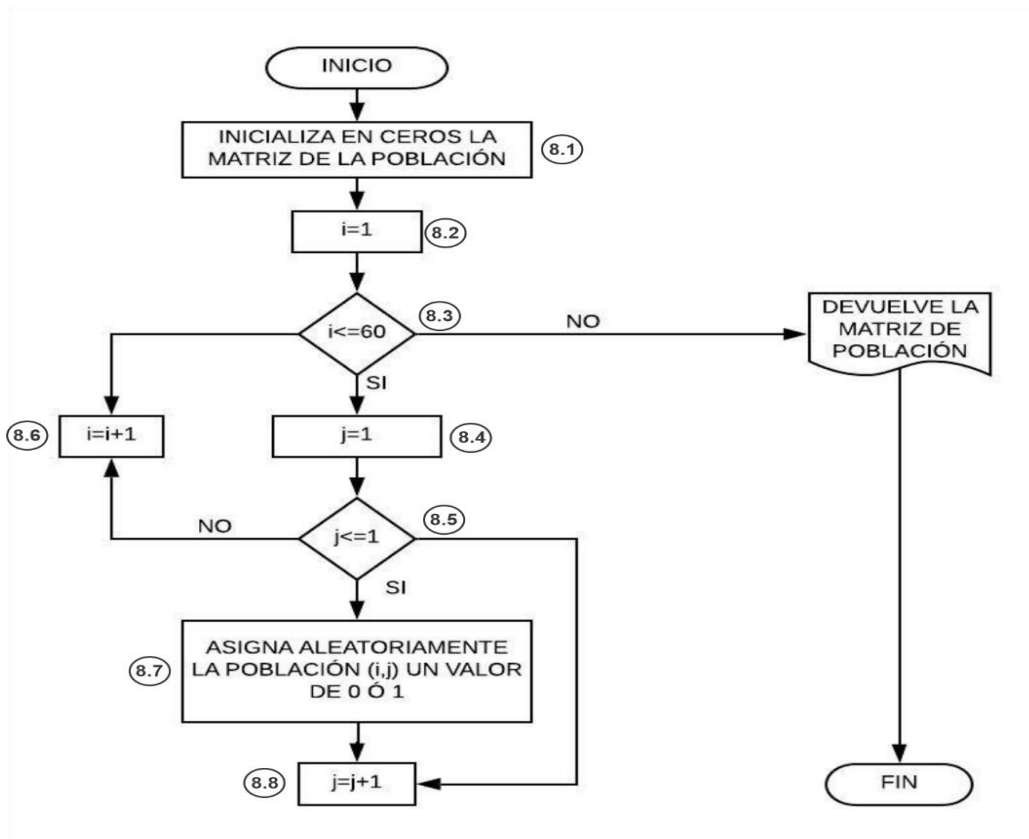 INICIO
INICIALIZA EN CEROS LA
MATRIZ DE LA POBLACIÓN
8.1
i=1
8.2
i<=60
8.3
NO
DEVUELVE LA
MATRIZ DE
POBLACIÓN
SI
8.6
i=i+1
j=1
8.4
j<=1
8.5
NO
SI
8.7
ASIGNA ALEATORIAMENTE
LA POBLACIÓN (i,j) UN VALOR
DE 0 Ó 1
8.8
j=j+1
FIN